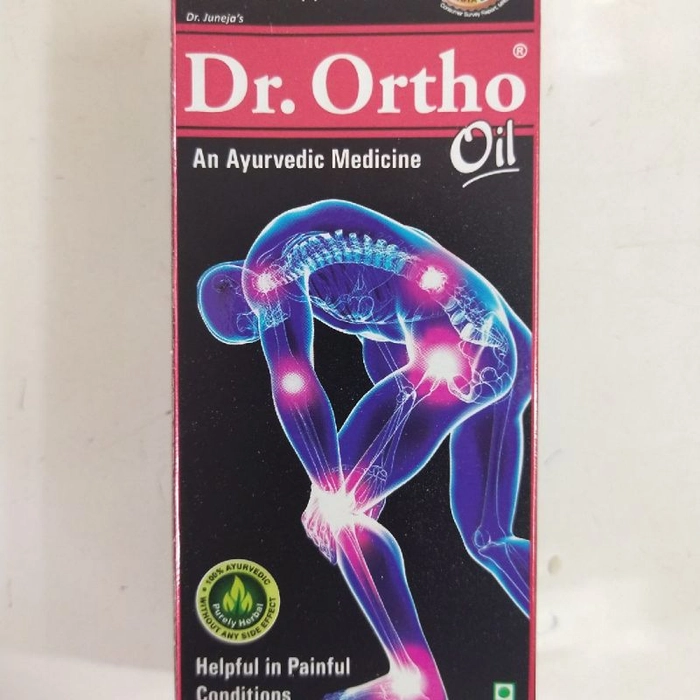 Dr. Juneja's
Dr. Ortho®
Oil
An Ayurvedic Medicine
100% AYURVEDIC
Purely Herbal
WITHOUT ANY SIDE EFFECT
Helpful in Painful
Conditions